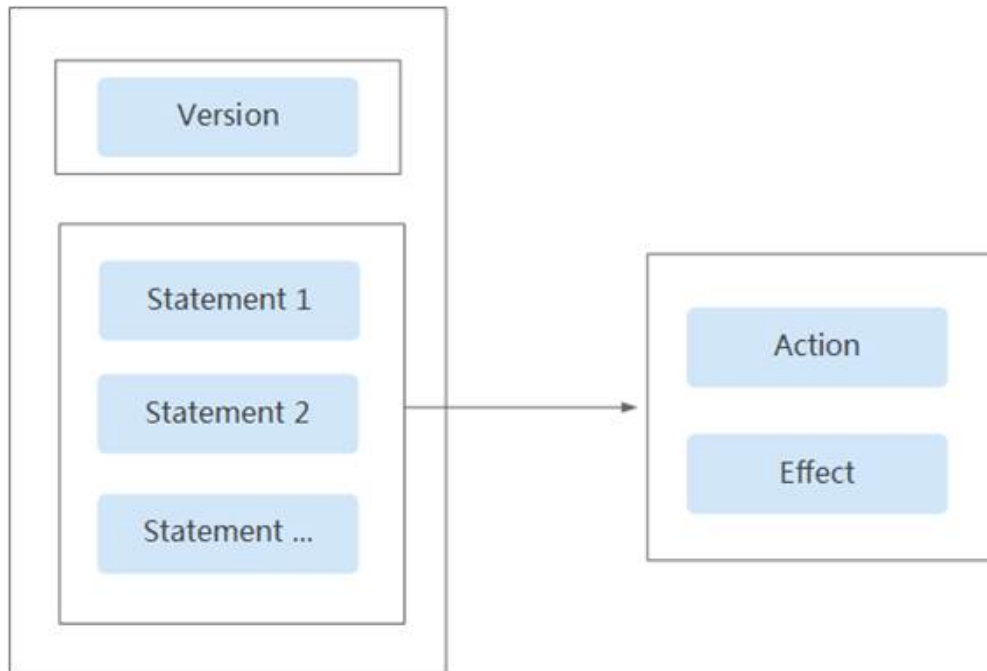 Version
Statement 1
Statement 2
Statement ...
Action
Effect